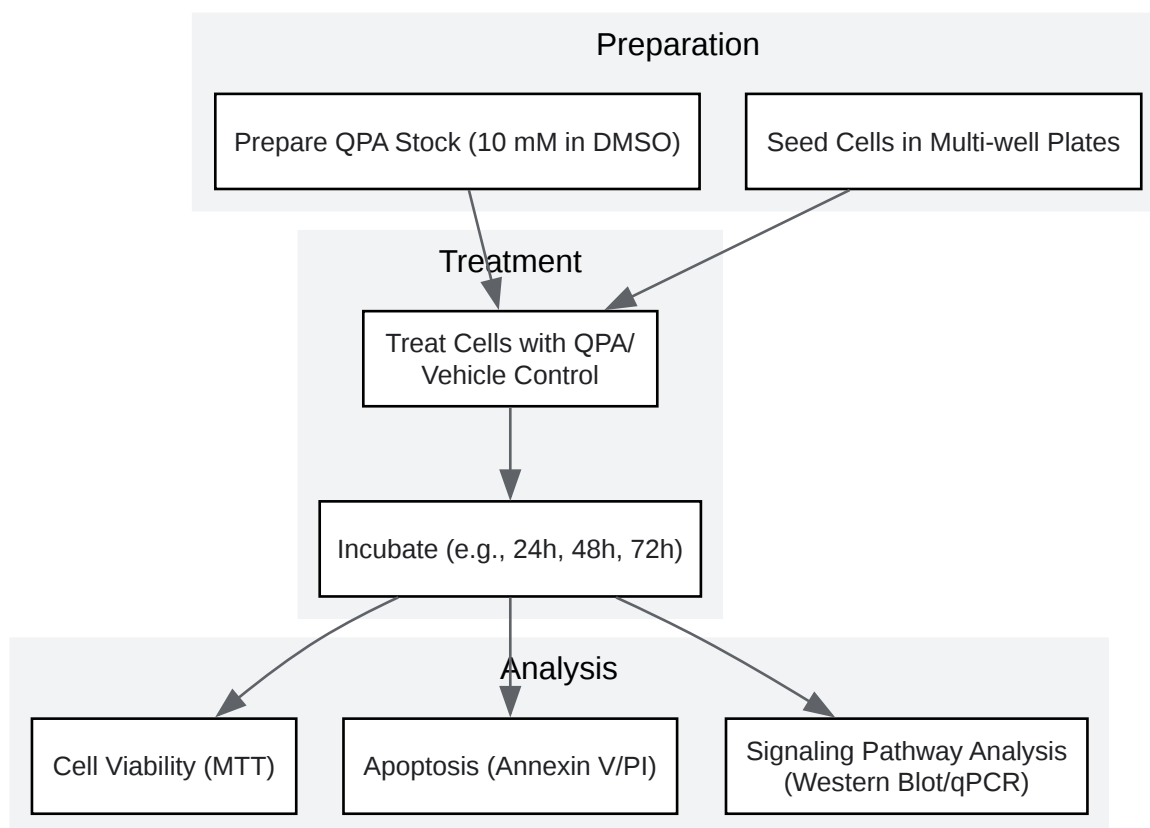 Preparation
Prepare QPA Stock (10 mM in DMSO)
Seed Cells in Multi-well Plates
Treatment
Treat Cells with QPA/
Vehicle Control
Incubate (e.g., 24h, 48h, 72h)
Analysis
Cell Viability (MTT)
Apoptosis (Annexin V/PI)
Signaling Pathway Analysis
(Western Blot/qPCR)